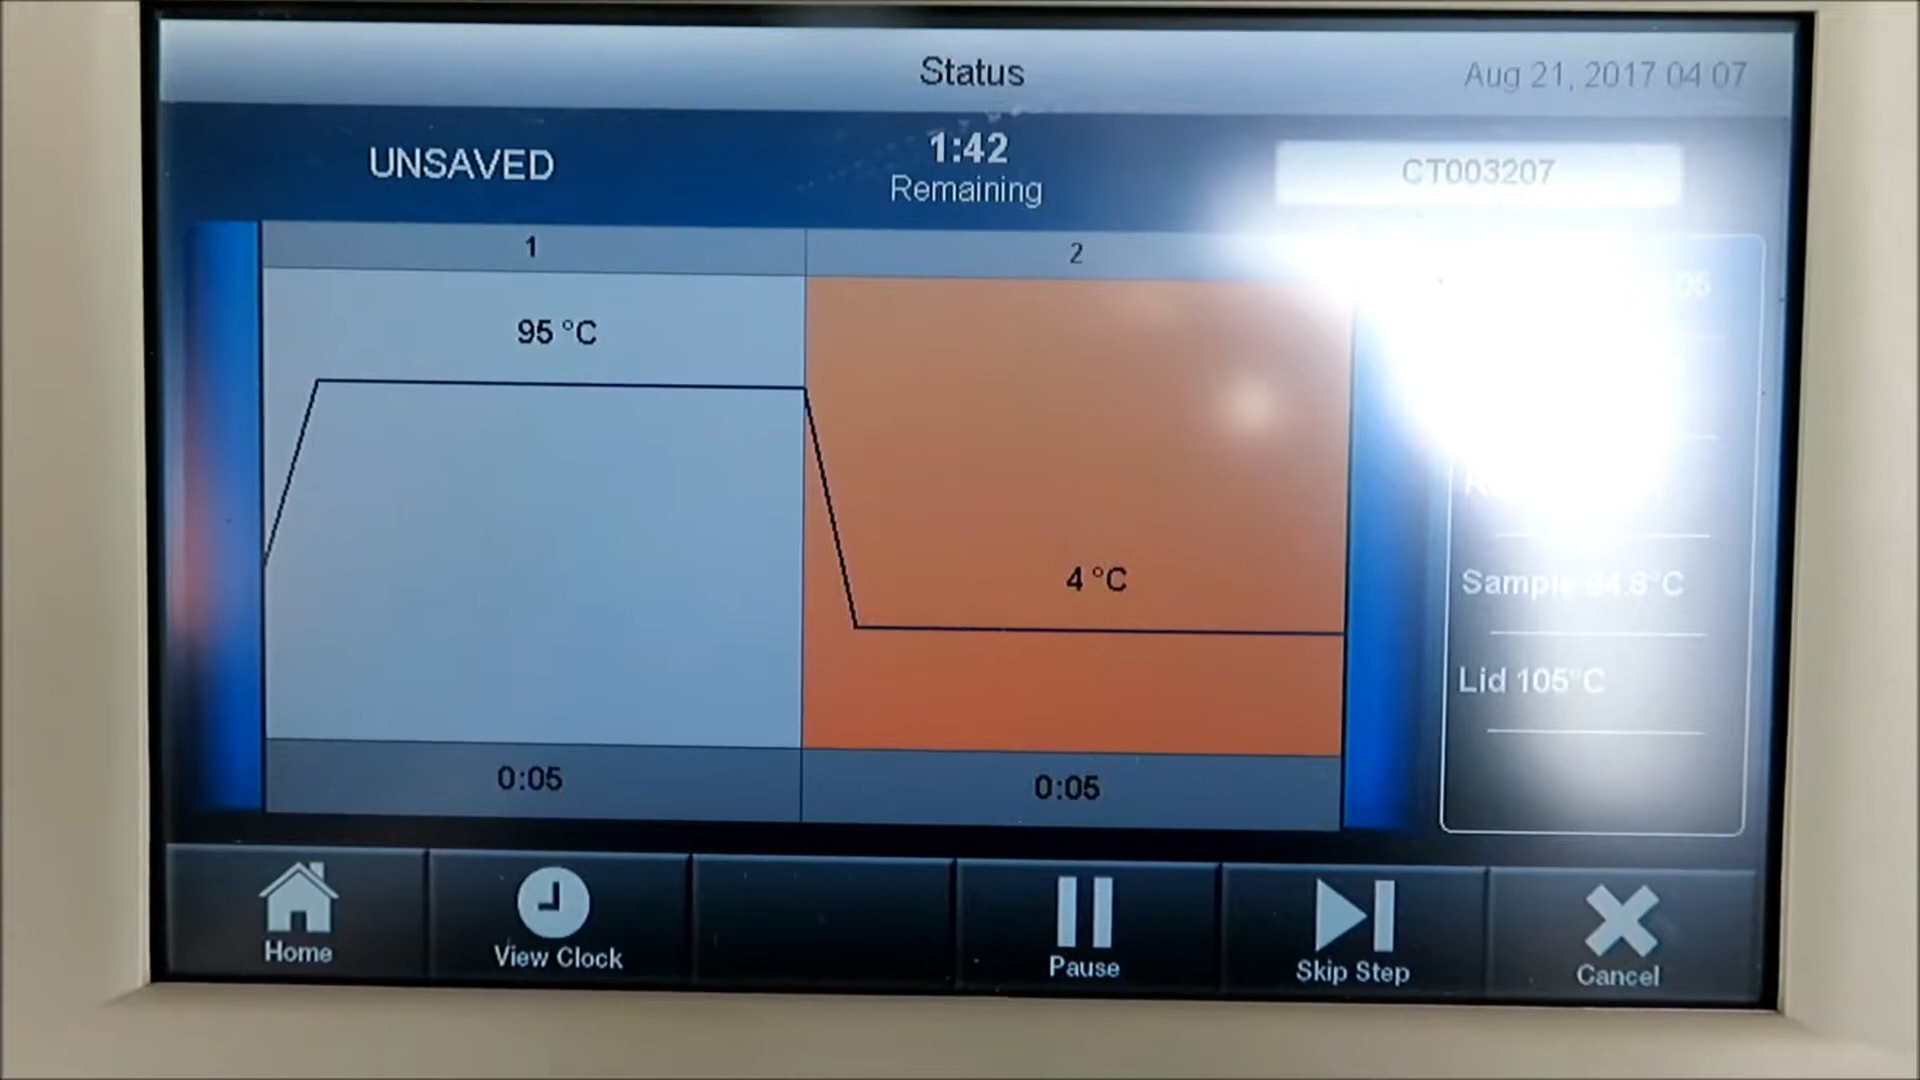 Status
Aug 21, 2017 04 07
UNSAVED
1:42
Remaining
CT003207
1
2
95 °C
4 °C
Sample
Lid 105°C
0:05
0:05
Home
View Clock
Pause
Skip Step
Cancel